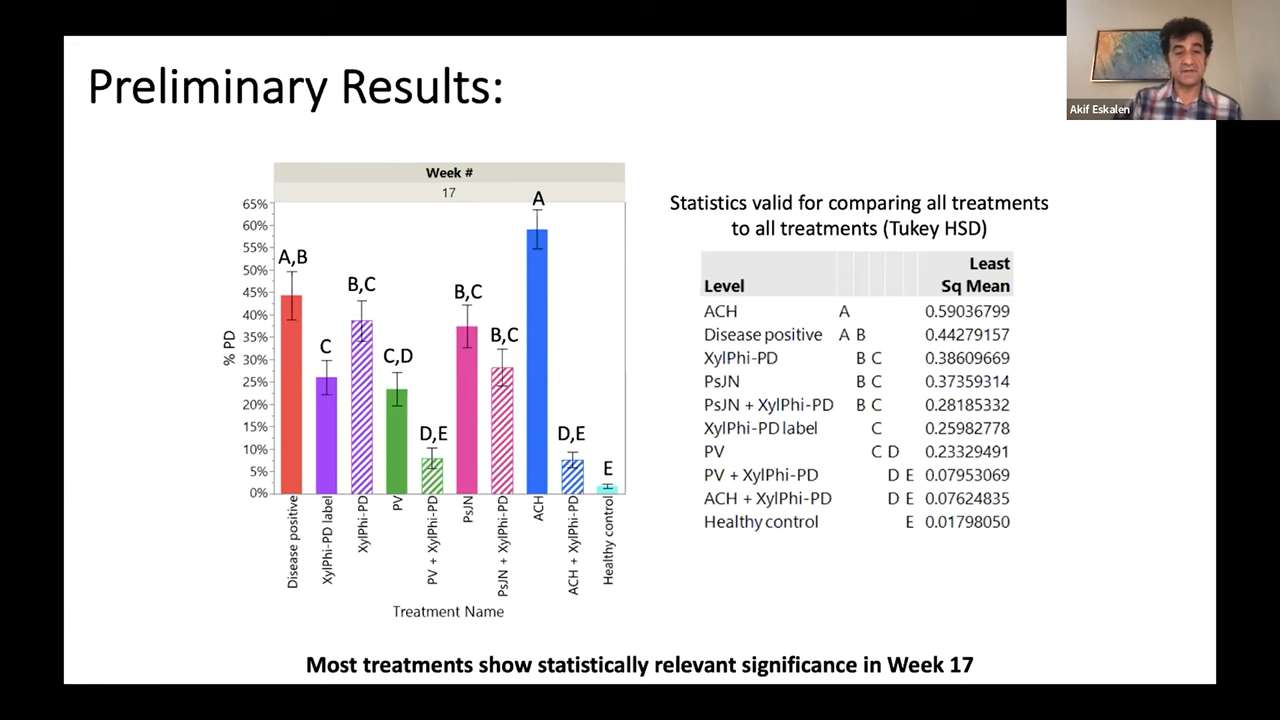 Akif Eskalen
Preliminary Results:
Week #
17
65%
60%
55%
50%
45%
40%
35%
30%
25%
20%
15%
10%
5%
0%
% PD
A,B
C
B,C
C,D
D,E
B,C
B,C
A
D,E
E
Disease positive
XylPhi-PD label
XylPhi-PD
PV
PV + XylPhi-PD
PsJN
PsJN + XylPhi-PD
ACH
ACH + XylPhi-PD
Healthy control
Treatment Name
Statistics valid for comparing all treatments
to all treatments (Tukey HSD)
Least
Level Sq Mean
ACH A 0.59036799
Disease positive A B 0.44279157
XylPhi-PD B C 0.38609669
PsJN B C 0.37359314
PsJN + XylPhi-PD B C 0.28185332
XylPhi-PD label C 0.25982778
PV C D 0.23329491
PV + XylPhi-PD D E 0.07953069
ACH + XylPhi-PD D E 0.07624835
Healthy control E 0.01798050
Most treatments show statistically relevant significance in Week 17